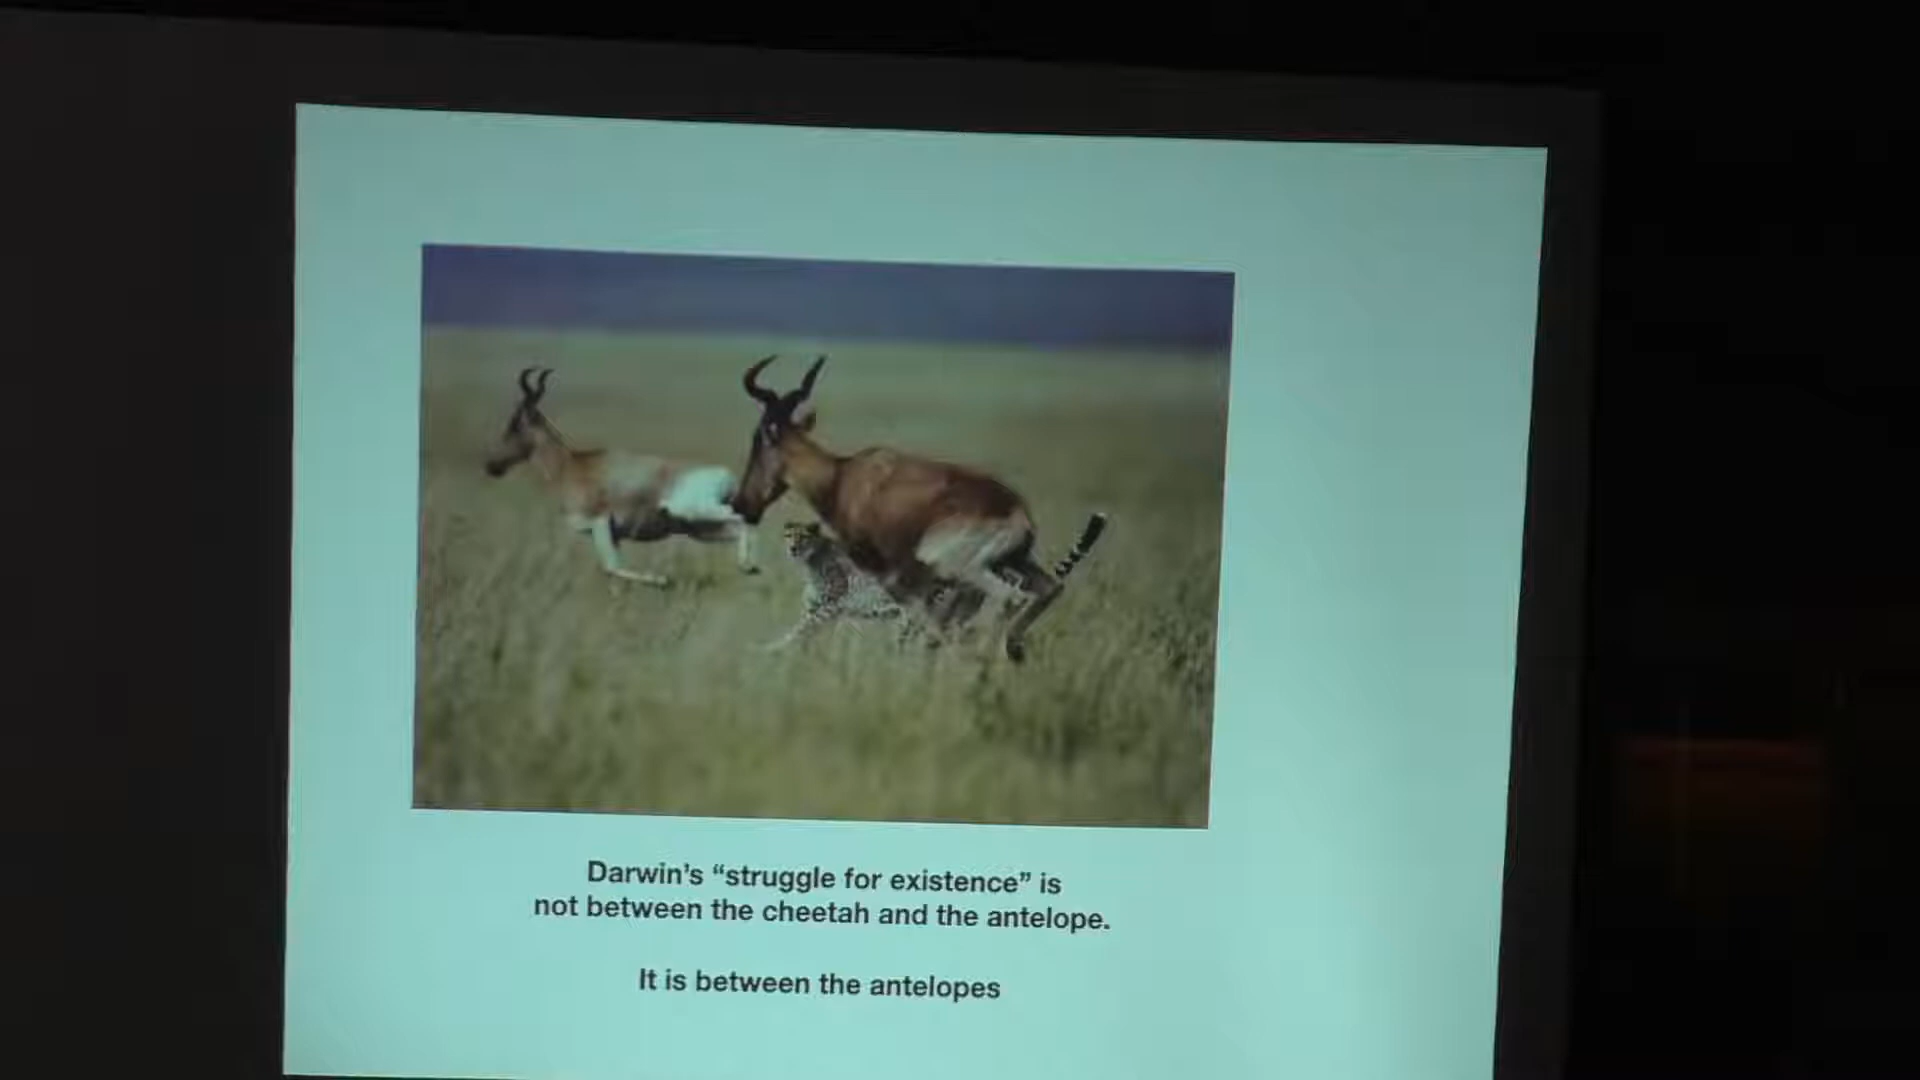 Darwin's “struggle for existence” is
not between the cheetah and the antelope.
It is between the antelopes